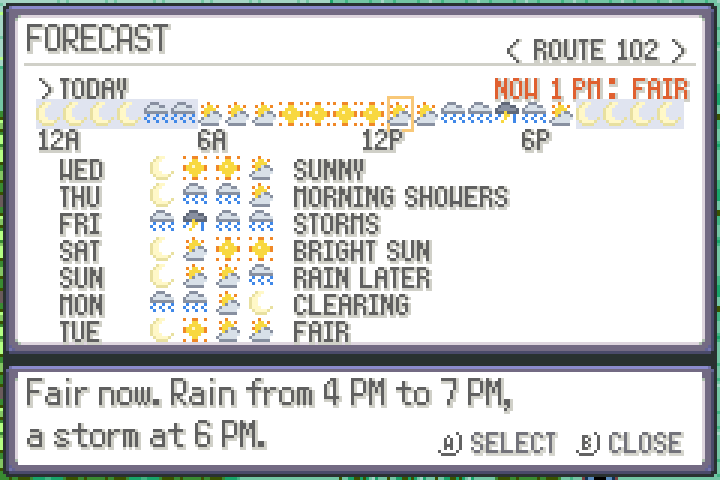 FORECAST
< ROUTE 102 >
> TODAY NOW 1 PM: FAIR
12A 6A 12P 6P
WED SUNNY
THU MORNING SHOWERS
FRI STORMS
SAT BRIGHT SUN
SUN RAIN LATER
MON CLEARING
TUE FAIR
Fair now. Rain from 4 PM to 7 PM,
a storm at 6 PM.
(A) SELECT (B) CLOSE